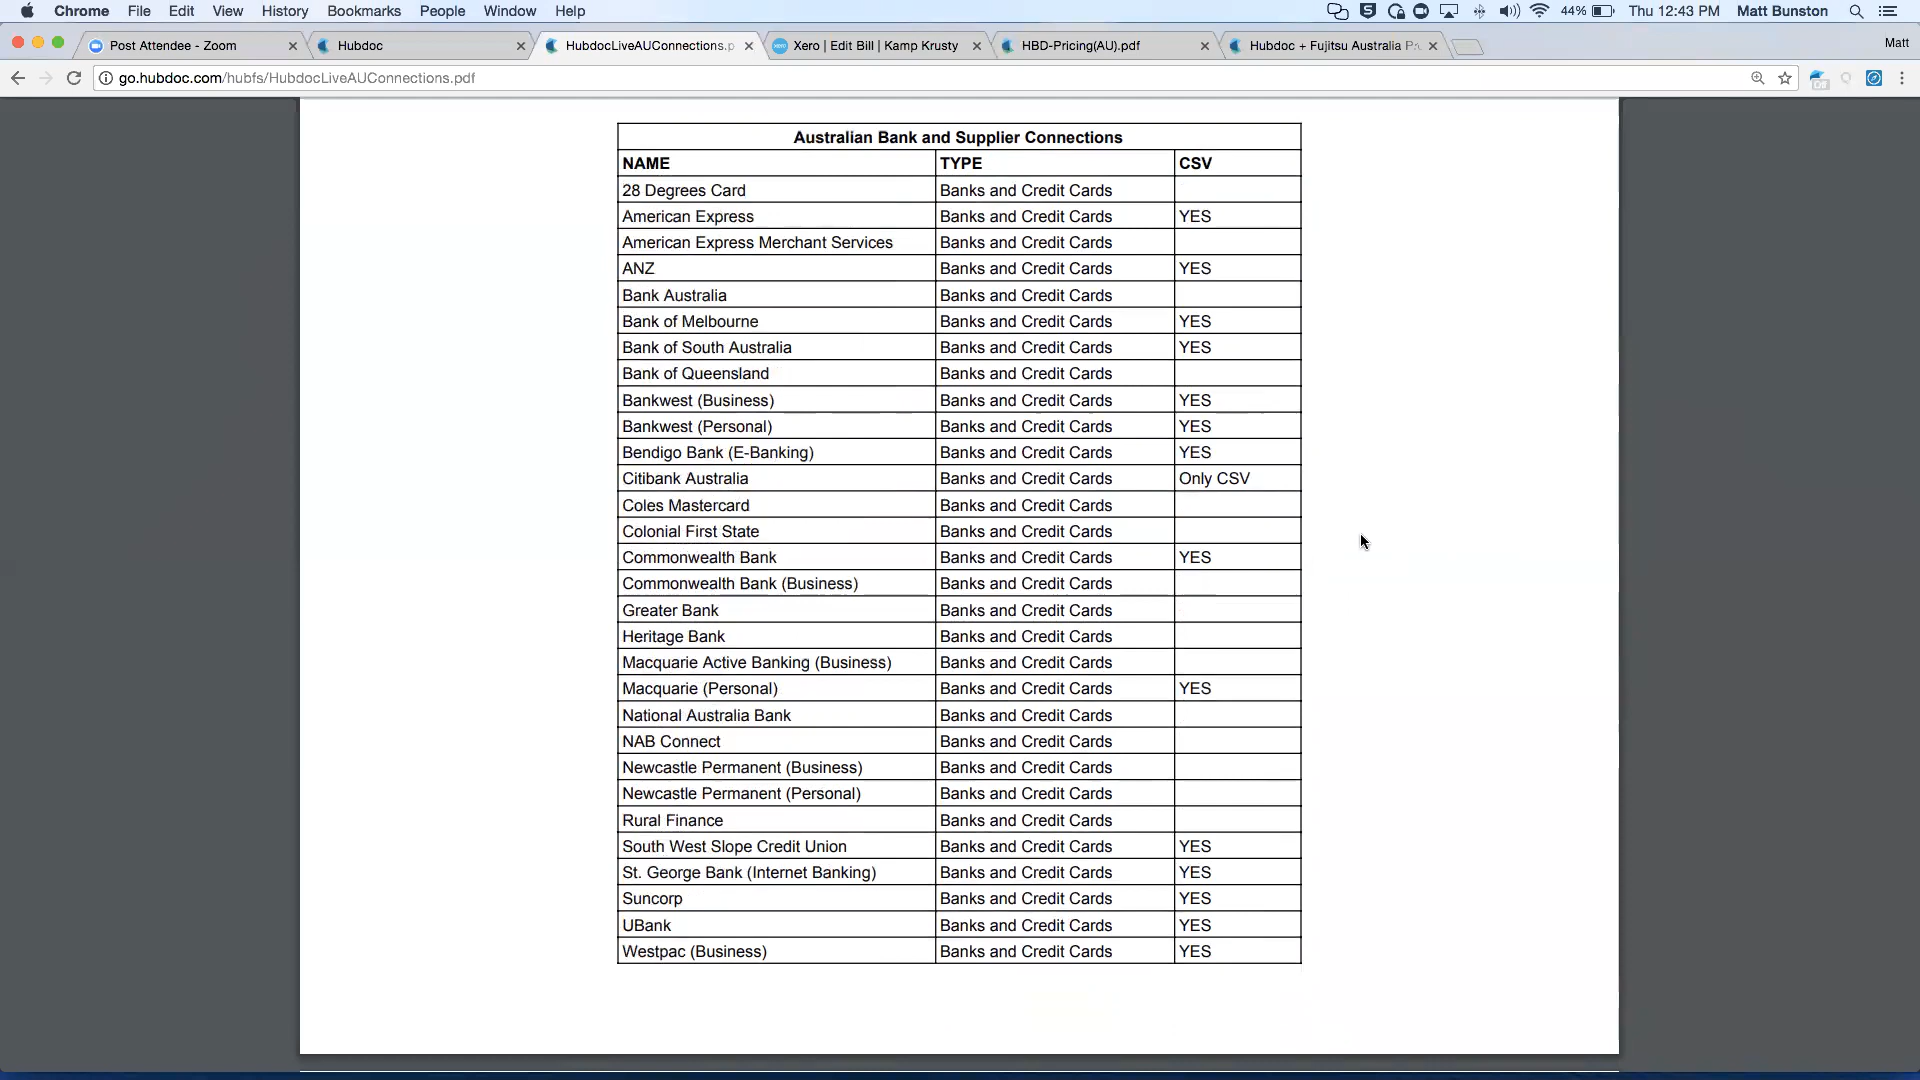 Chrome File Edit View History Bookmarks People Window Help 44% Thu 12:43 PM Matt Bunston
Post Attendee - Zoom Hubdoc HubdocLiveAUConnections.p Xero | Edit Bill | Kamp Krusty HBD-Pricing(AU).pdf Hubdoc + Fujitsu Australia Matt
go.hubdoc.com/hubfs/HubdocLiveAUConnections.pdf
Australian Bank and Supplier Connections
NAME TYPE CSV
28 Degrees Card Banks and Credit Cards
American Express Banks and Credit Cards YES
American Express Merchant Services Banks and Credit Cards
ANZ Banks and Credit Cards YES
Bank Australia Banks and Credit Cards
Bank of Melbourne Banks and Credit Cards YES
Bank of South Australia Banks and Credit Cards YES
Bank of Queensland Banks and Credit Cards
Bankwest (Business) Banks and Credit Cards YES
Bankwest (Personal) Banks and Credit Cards YES
Bendigo Bank (E-Banking) Banks and Credit Cards YES
Citibank Australia Banks and Credit Cards Only CSV
Coles Mastercard Banks and Credit Cards
Colonial First State Banks and Credit Cards
Commonwealth Bank Banks and Credit Cards YES
Commonwealth Bank (Business) Banks and Credit Cards
Greater Bank Banks and Credit Cards
Heritage Bank Banks and Credit Cards
Macquarie Active Banking (Business) Banks and Credit Cards
Macquarie (Personal) Banks and Credit Cards YES
National Australia Bank Banks and Credit Cards
NAB Connect Banks and Credit Cards
Newcastle Permanent (Business) Banks and Credit Cards
Newcastle Permanent (Personal) Banks and Credit Cards
Rural Finance Banks and Credit Cards
South West Slope Credit Union Banks and Credit Cards YES
St. George Bank (Internet Banking) Banks and Credit Cards YES
Suncorp Banks and Credit Cards YES
UBank Banks and Credit Cards YES
Westpac (Business) Banks and Credit Cards YES